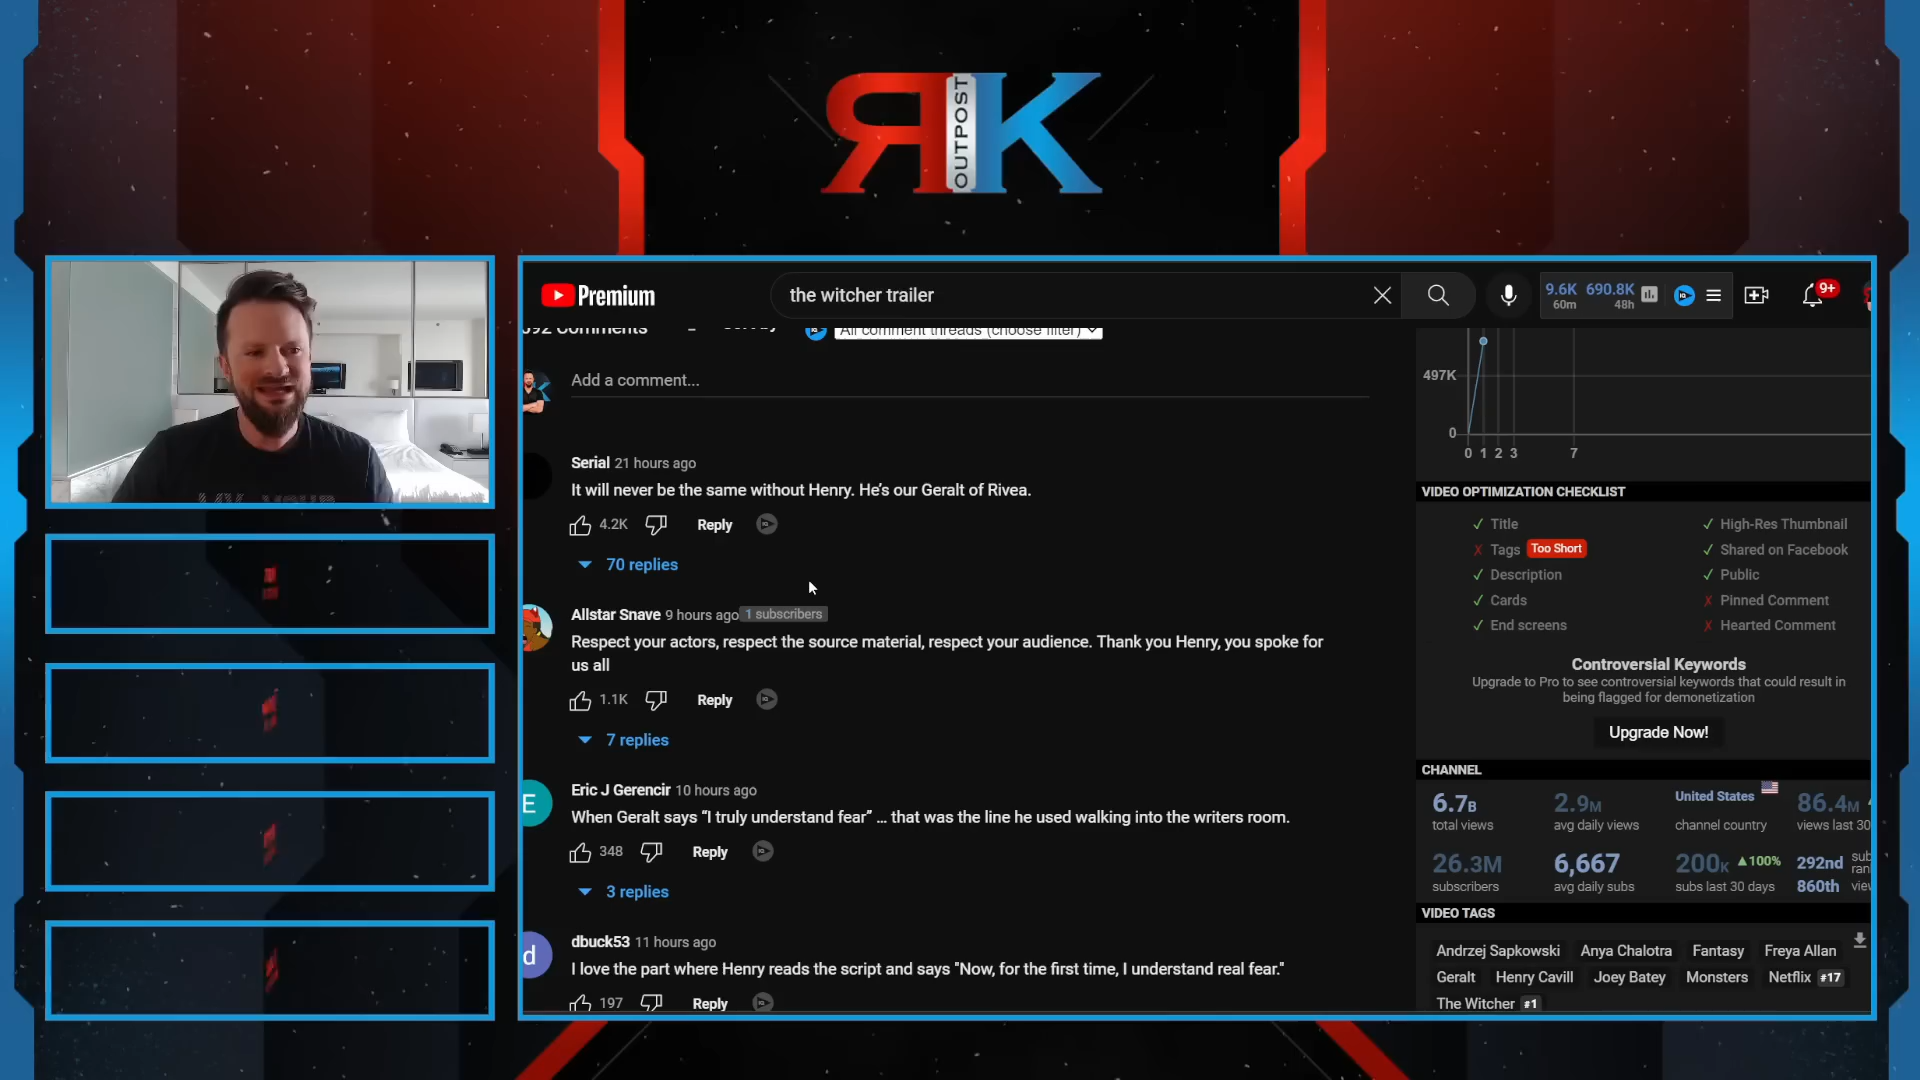 RK
OUTPOST
Premium
the witcher trailer
9.6K 690.8K
60m 48h
9+
All comment threads (choose filter)
Add a comment...
497K
0
0 1 2 3 7
Serial 21 hours ago
It will never be the same without Henry. He's our Geralt of Rivea.
4.2K Reply
70 replies
Allstar Snave 9 hours ago 1 subscribers
Respect your actors, respect the source material, respect your audience. Thank you Henry, you spoke for
us all
1.1K Reply
7 replies
E
Eric J Gerencir 10 hours ago
When Geralt says “I truly understand fear” ... that was the line he used walking into the writers room.
348 Reply
3 replies
d
dbuck53 11 hours ago
I love the part where Henry reads the script and says "Now, for the first time, I understand real fear."
197 Reply
VIDEO OPTIMIZATION CHECKLIST
Title High-Res Thumbnail
Tags Too Short Shared on Facebook
Description Public
Cards Pinned Comment
End screens Hearted Comment
Controversial Keywords
Upgrade to Pro to see controversial keywords that could result in
being flagged for demonetization
Upgrade Now!
CHANNEL
6.7B 2.9M United States 86.4M
total views avg daily views channel country views last 30
26.3M 6,667 200K ▲100% 292nd sub
860th
subscribers avg daily subs subs last 30 days
VIDEO TAGS
Andrzej Sapkowski Anya Chalotra Fantasy Freya Allan
Geralt Henry Cavill Joey Batey Monsters Netflix #17
The Witcher #1